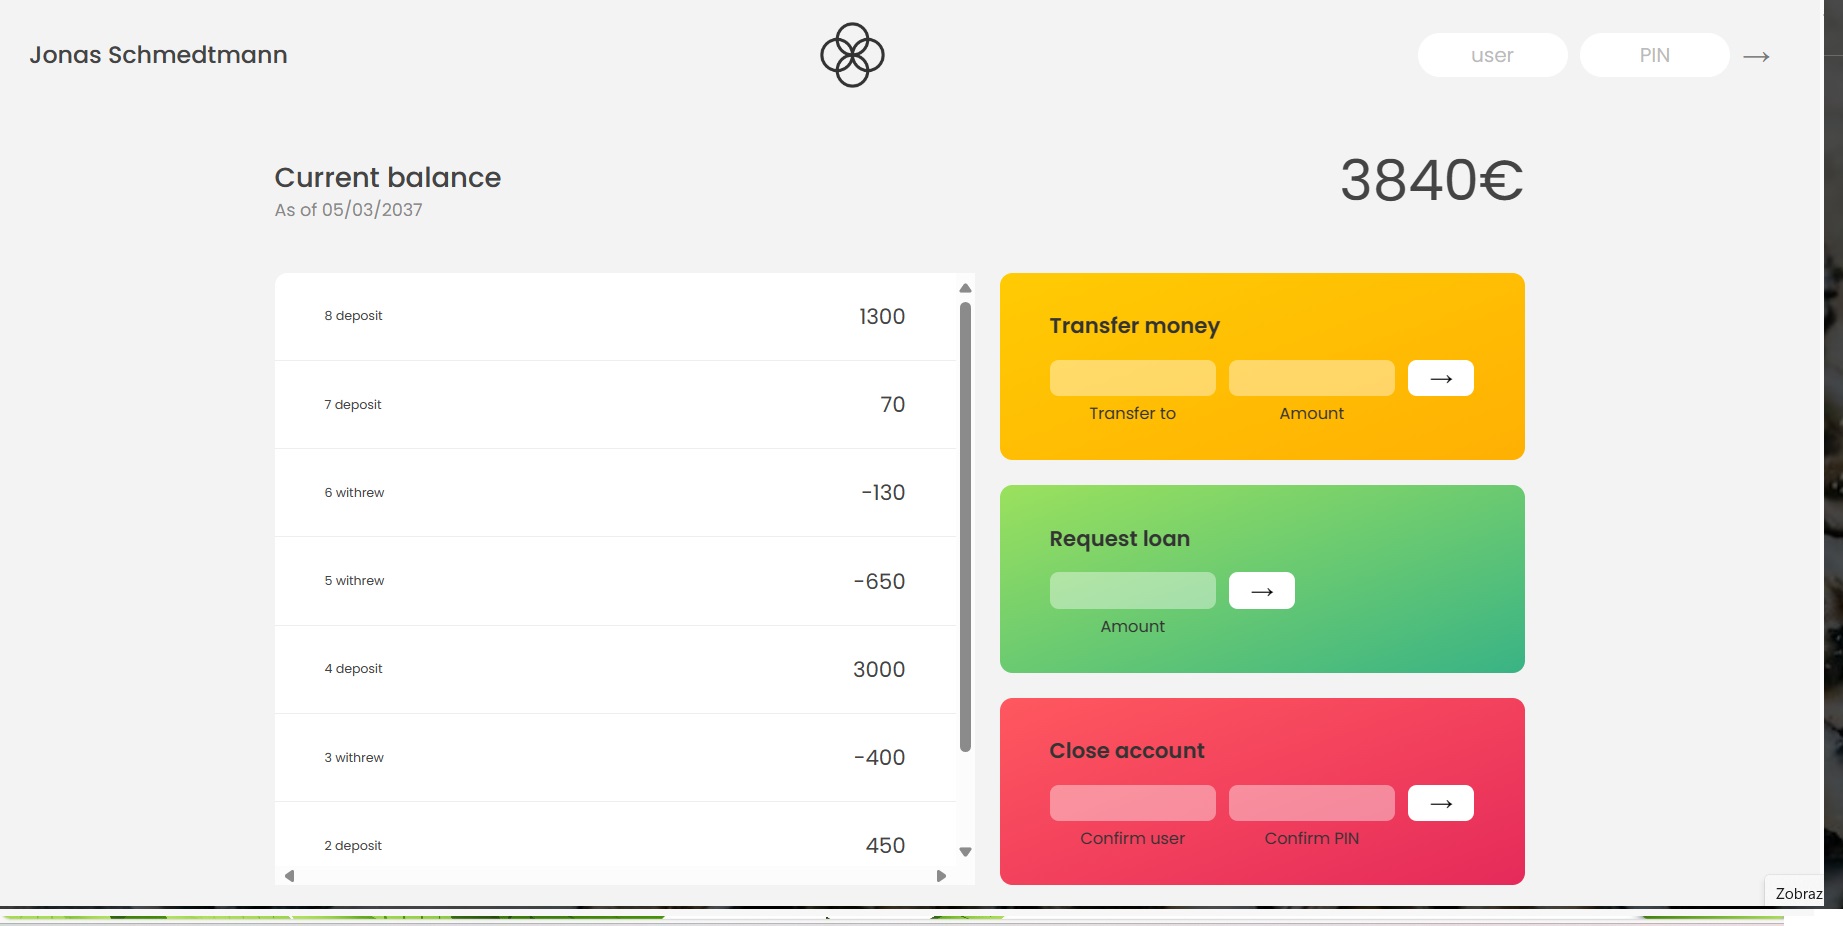 Jonas Schmedtmann
user
PIN
→
Current balance
As of 05/03/2037
3840€
8 deposit 1300
7 deposit 70
6 withrew -130
5 withrew -650
4 deposit 3000
3 withrew -400
2 deposit 450
Transfer money
→
Transfer to Amount
Request loan
→
Amount
Close account
→
Confirm user Confirm PIN
Zobraz